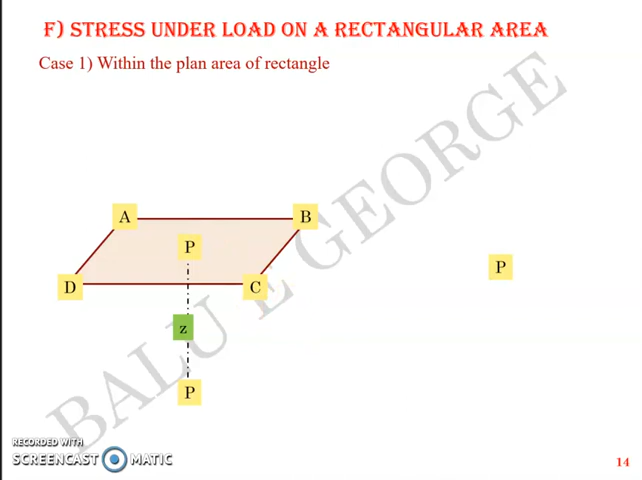 F) STRESS UNDER LOAD ON A RECTANGULAR AREA
Case 1) Within the plan area of rectangle
BALU E GEORGE
A
B
P
P
D
C
z
P
RECORDED WITH
SCREENCAST MATIC
14